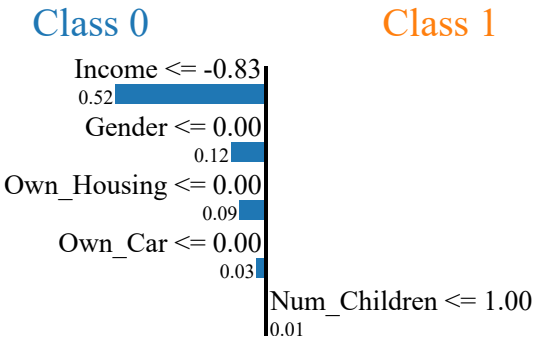 Class 0 Class 1
Income <= -0.83
0.52
Gender <= 0.00
0.12
Own_Housing <= 0.00
0.09
Own_Car <= 0.00
0.03
Num_Children <= 1.00
0.01